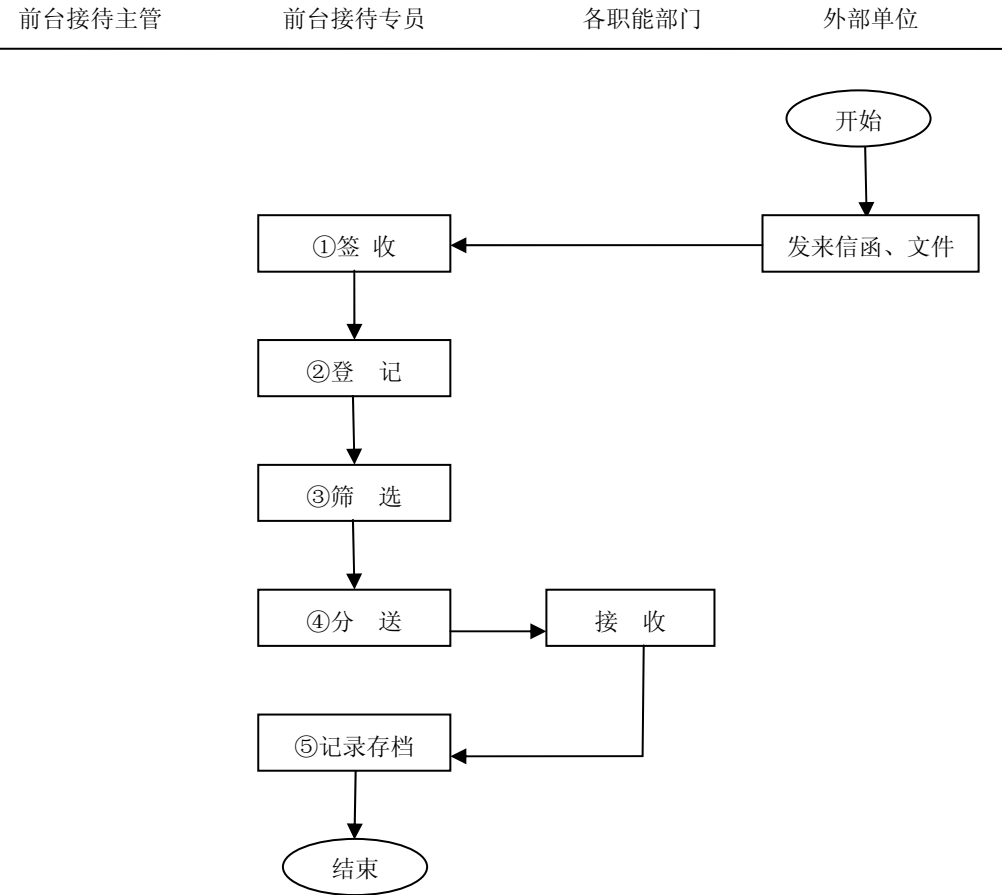 前台接待主管 前台接待专员 各职能部门 外部单位
开始
①签 收 发来信函、文件
②登 记
③筛 选
④分 送 接 收
⑤记录存档
结束